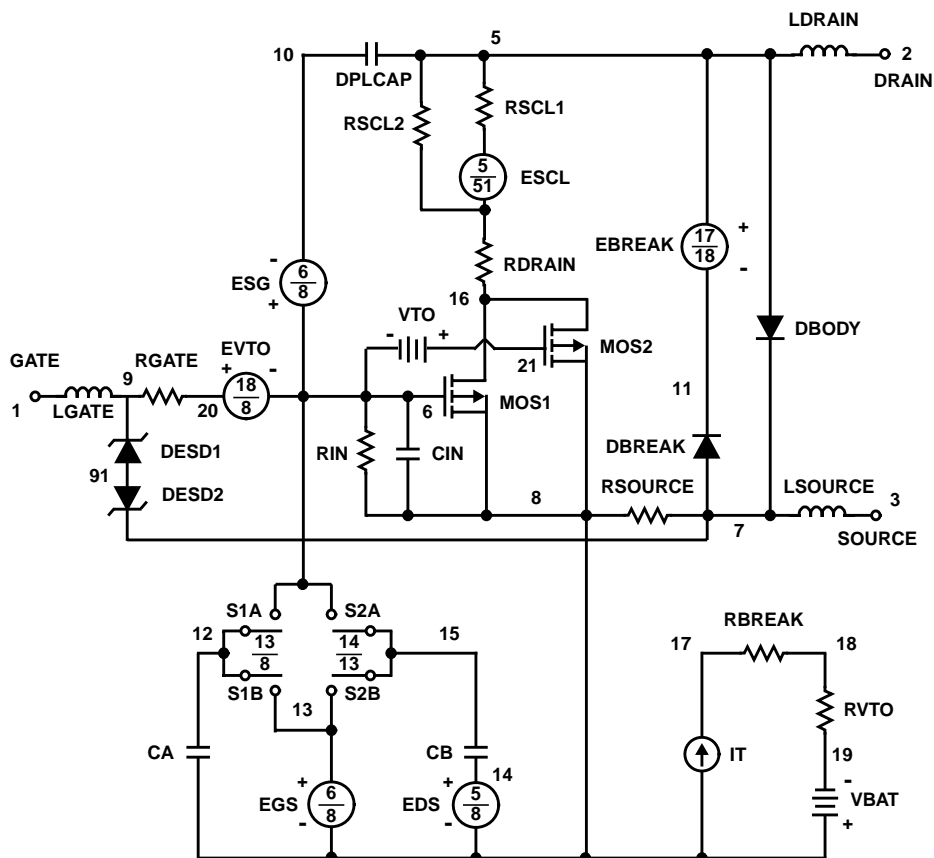 LDRAIN
5
10
2
DPLCAP
DRAIN
RSCL1
RSCL2
5
51
ESCL
EBREAK
17
18
+
-
-
ESG
6
8
+
RDRAIN
16
VTO
-
+
DBODY
MOS2
21
EVTO
GATE
RGATE
9
+
18
8
-
11
MOS1
6
1
LGATE
20
DESD1
RIN
CIN
DBREAK
91
DESD2
8
RSOURCE
LSOURCE
3
7
SOURCE
S1A
S2A
12
13
8
14
13
15
RBREAK
17
18
S1B
S2B
13
RVTO
CA
CB
IT
19
14
+
EGS
6
8
-
+
EDS
5
8
-
-
VBAT
+